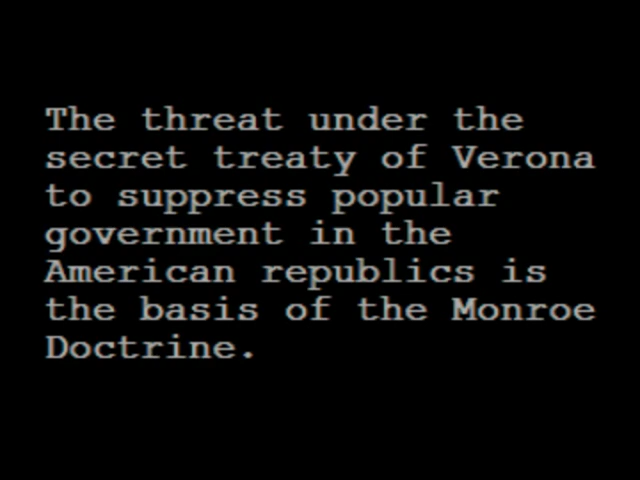 The threat under the
secret treaty of Verona
to suppress popular
government in the
American republics is
the basis of the Monroe
Doctrine.